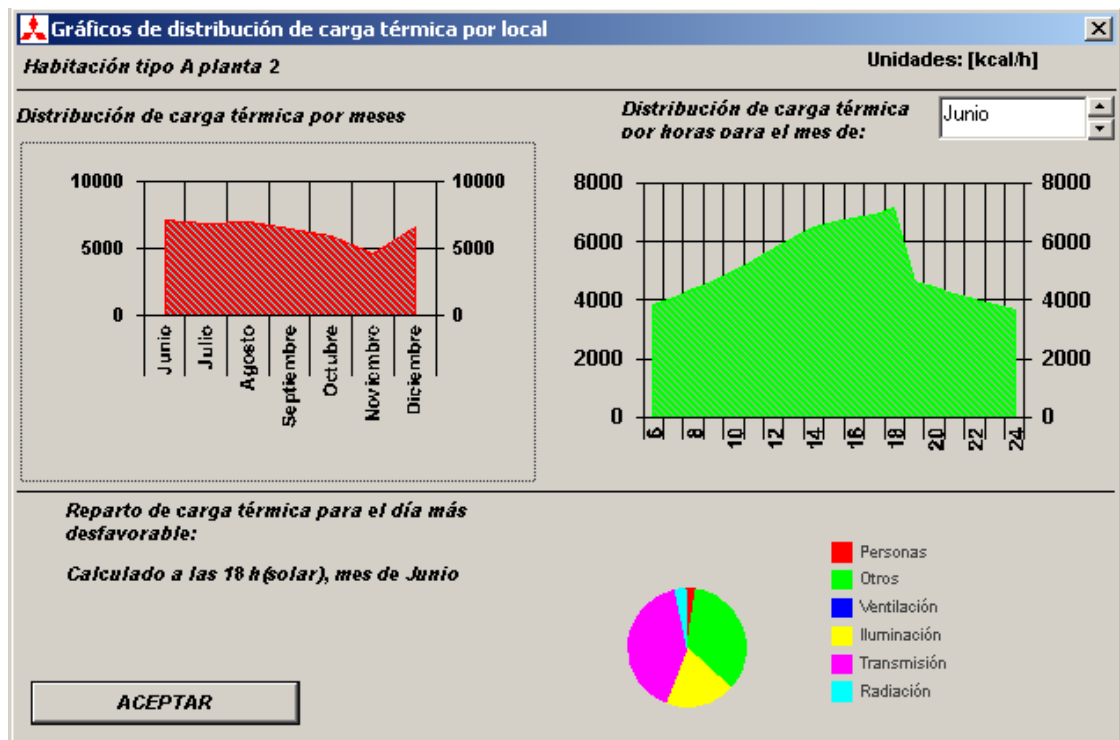 Gráficos de distribución de carga térmica por local
Habitación tipo A planta 2
Unidades: [kcal/h]
Distribución de carga térmica por meses
Distribución de carga térmica
por horas para el mes de:
Junio
10000
5000
0
10000
5000
0
Junio
Julio
Agosto
Septiembre
Octubre
Noviembre
Diciembre
8000
6000
4000
2000
0
8000
6000
4000
2000
0
6
8
10
12
14
16
18
20
22
24
Reparto de carga térmica para el día más
desfavorable:
Calculado a las 18 h(solar), mes de Junio
Personas
Otros
Ventilación
Iluminación
Transmisión
Radiación
ACEPTAR